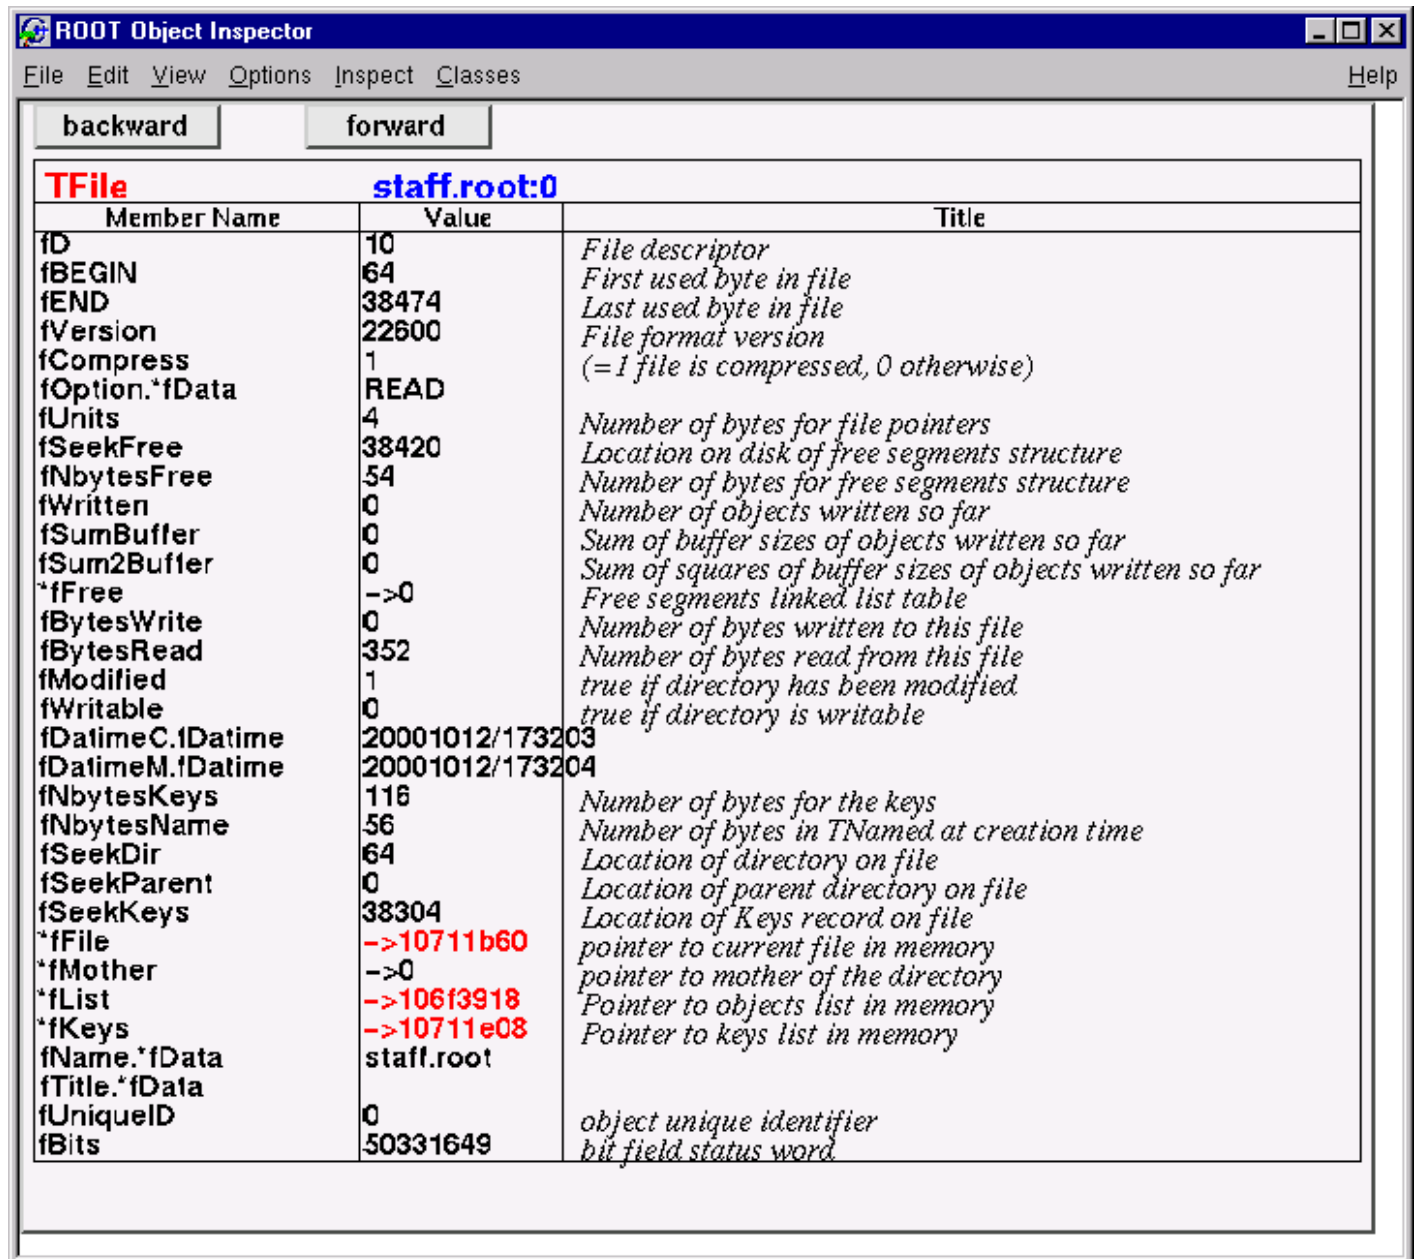 ROOT Object Inspector
File Edit View Options Inspect Classes Help
backward forward
TFile staff.root:0
Member Name Value Title
fD 10 File descriptor
fBEGIN 64 First used byte in file
fEND 38474 Last used byte in file
fVersion 22600 File format version
fCompress 1 (=1 file is compressed, 0 otherwise)
fOption.*fData READ
fUnits 4 Number of bytes for file pointers
fSeekFree 38420 Location on disk of free segments structure
fNbytesFree 54 Number of bytes for free segments structure
fWritten 0 Number of objects written so far
fSumBuffer 0 Sum of buffer sizes of objects written so far
fSum2Buffer 0 Sum of squares of buffer sizes of objects written so far
*fFree ->0 Free segments linked list table
fBytesWrite 0 Number of bytes written to this file
fBytesRead 352 Number of bytes read from this file
fModified 1 true if directory has been modified
fWritable 0 true if directory is writable
fDatimeC.fDatime 20001012/173203
fDatimeM.fDatime 20001012/173204
fNbytesKeys 116 Number of bytes for the keys
fNbytesName 56 Number of bytes in TNamed at creation time
fSeekDir 64 Location of directory on file
fSeekParent 0 Location of parent directory on file
fSeekKeys 38304 Location of Keys record on file
*fFile ->10711b60 pointer to current file in memory
*fMother ->0 pointer to mother of the directory
*fList ->106f3918 Pointer to objects list in memory
*fKeys ->10711e08 Pointer to keys list in memory
fName.*fData staff.root
fTitle.*fData
fUniqueID 0 object unique identifier
fBits 50331649 bit field status word